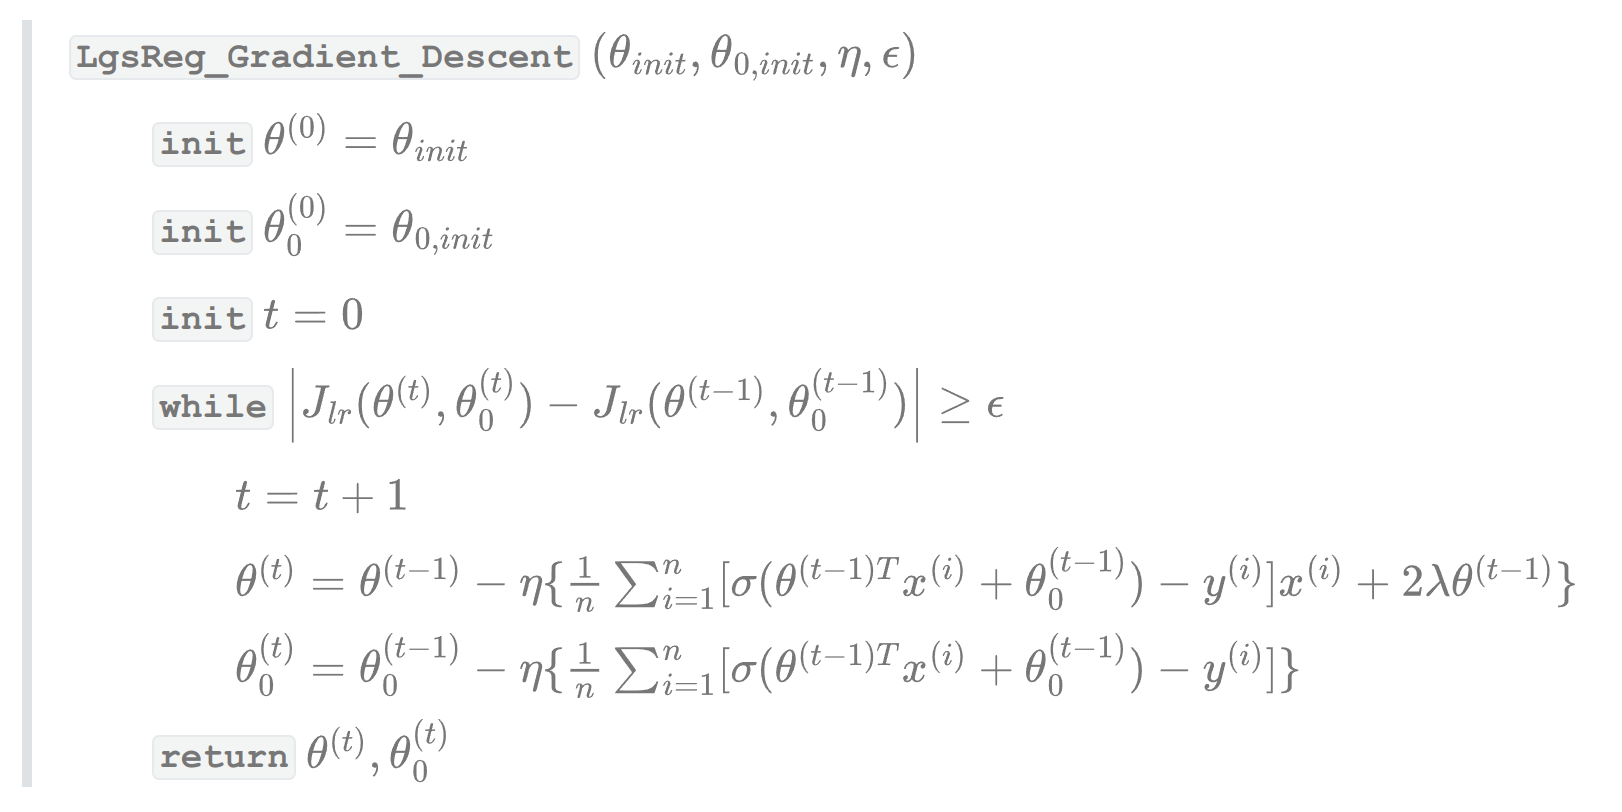 LgsReg_Gradient_Descent (θ_{init}, θ_{0,init}, η, ϵ)
init θ^{(0)} = θ_{init}
init θ_0^{(0)} = θ_{0,init}
init t = 0
while |J_{lr}(θ^{(t)}, θ_0^{(t)}) − J_{lr}(θ^{(t−1)}, θ_0^{(t−1)})| ≥ ϵ
t = t + 1
θ^{(t)} = θ^{(t−1)} − η{\frac{1}{n} ∑_{i=1}^{n}[σ(θ^{(t−1)T} x^{(i)} + θ_0^{(t−1)}) − y^{(i)}]x^{(i)} + 2λθ^{(t−1)}}
θ_0^{(t)} = θ_0^{(t−1)} − η{\frac{1}{n} ∑_{i=1}^{n}[σ(θ^{(t−1)T} x^{(i)} + θ_0^{(t−1)}) − y^{(i)}]}
return θ^{(t)}, θ_0^{(t)}